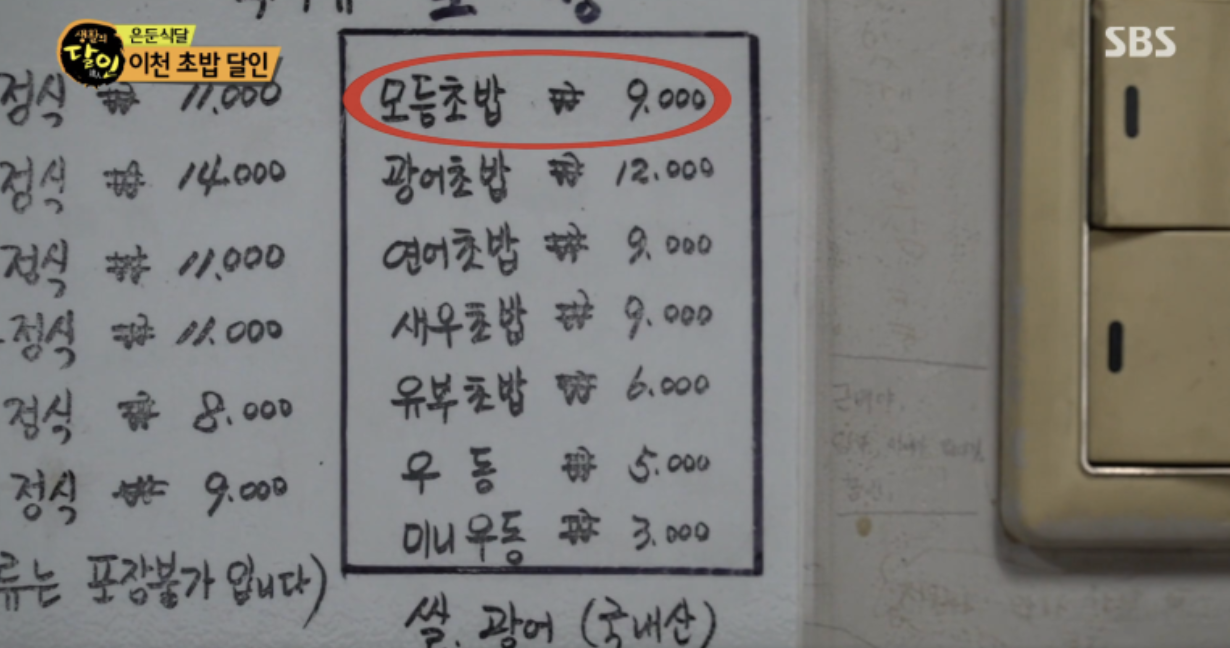 은둔식달
생활의 달인
이천 초밥 달인
SBS
정식 ₩ 11.000
정식 ₩ 14.000
정식 ₩ 11.000
정식 ₩ 11.000
정식 ₩ 8.000
정식 ₩ 9.000
류는 포장불가 입니다)
모듬초밥 ₩ 9.000
광어초밥 ₩ 12.000
연어초밥 ₩ 9.000
새우초밥 ₩ 9.000
유부초밥 ₩ 6.000
우동 ₩ 5.000
미니우동 ₩ 3.000
쌀, 광어 (국내산)